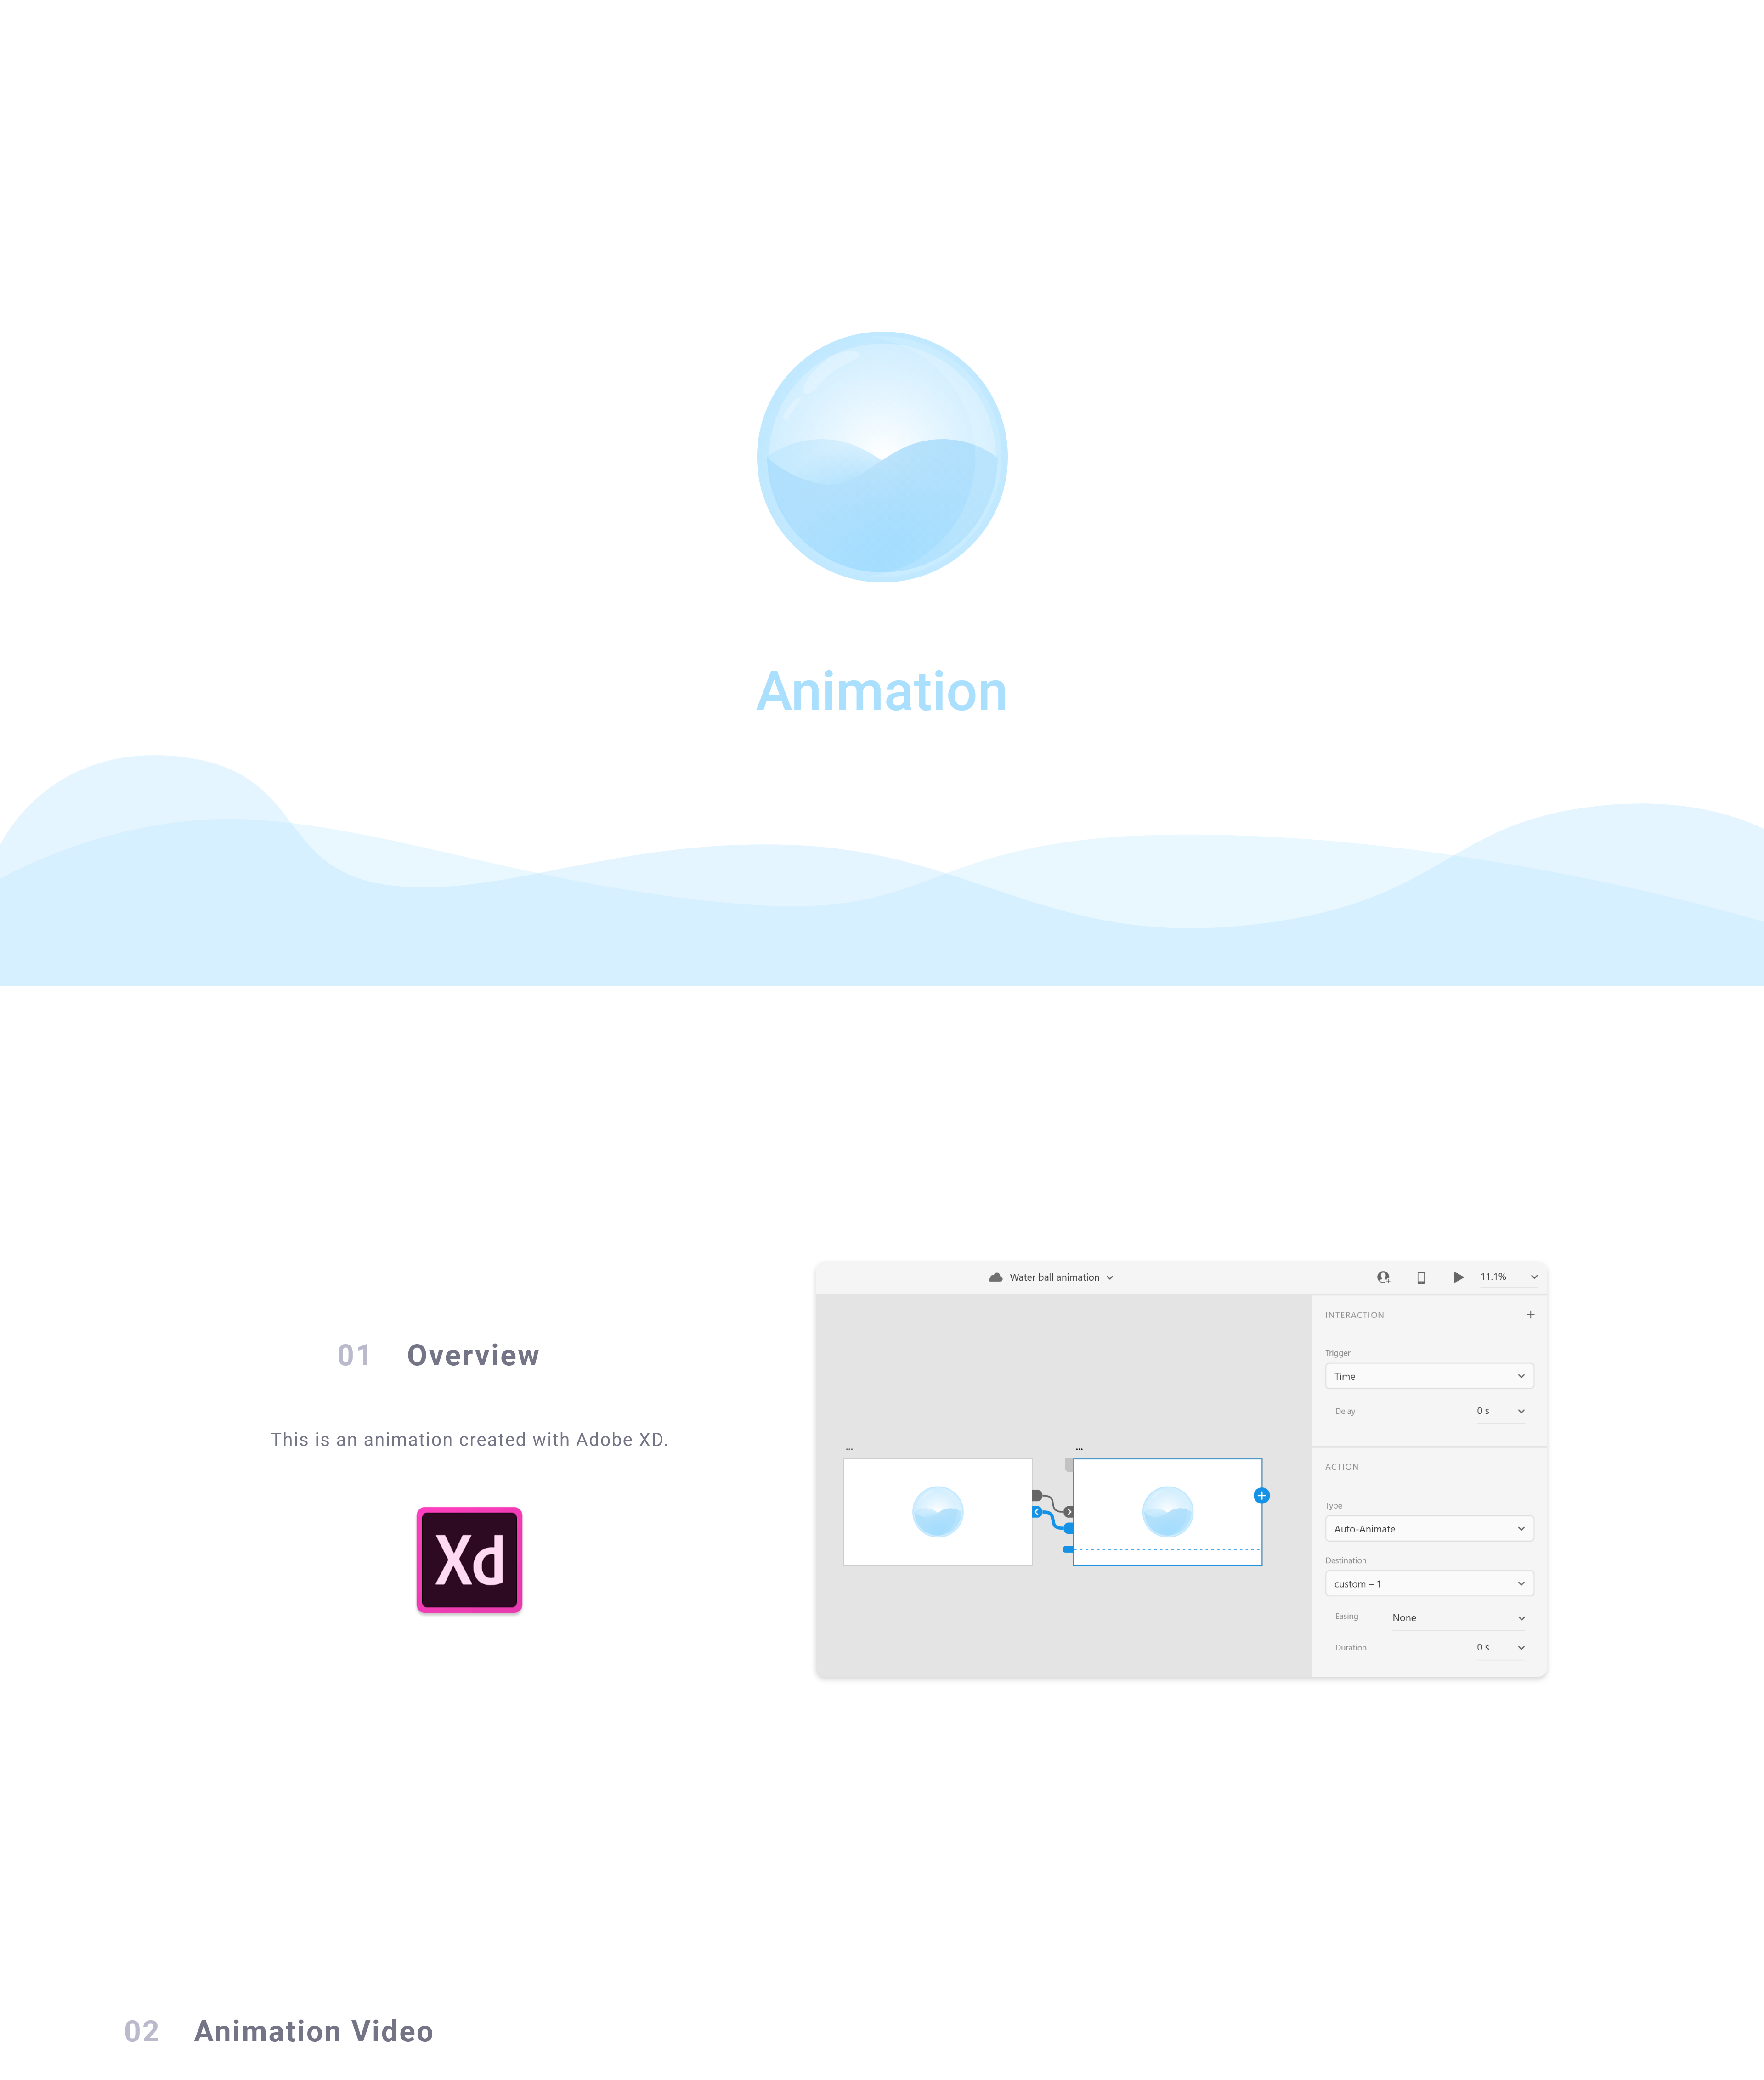 Animation
01 Overview
This is an animation created with Adobe XD.
Xd
Water ball animation
11.1%
INTERACTION
Trigger
Time
Delay 0 s
...
...
ACTION
Type
Auto-Animate
Destination
custom – 1
Easing None
Duration 0 s
02 Animation Video